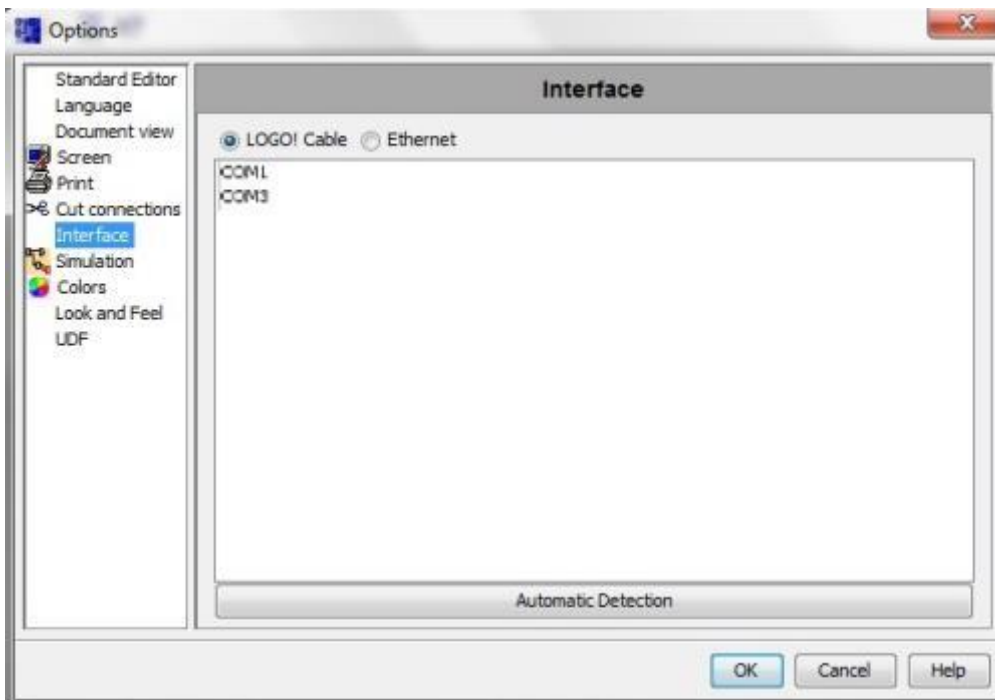 Options
Standard Editor
Language
Document view
Screen
Print
Cut connections
Interface
Simulation
Colors
Look and Feel
UDF
Interface
LOGO! Cable Ethernet
COM1
COM3
Automatic Detection
OK Cancel Help